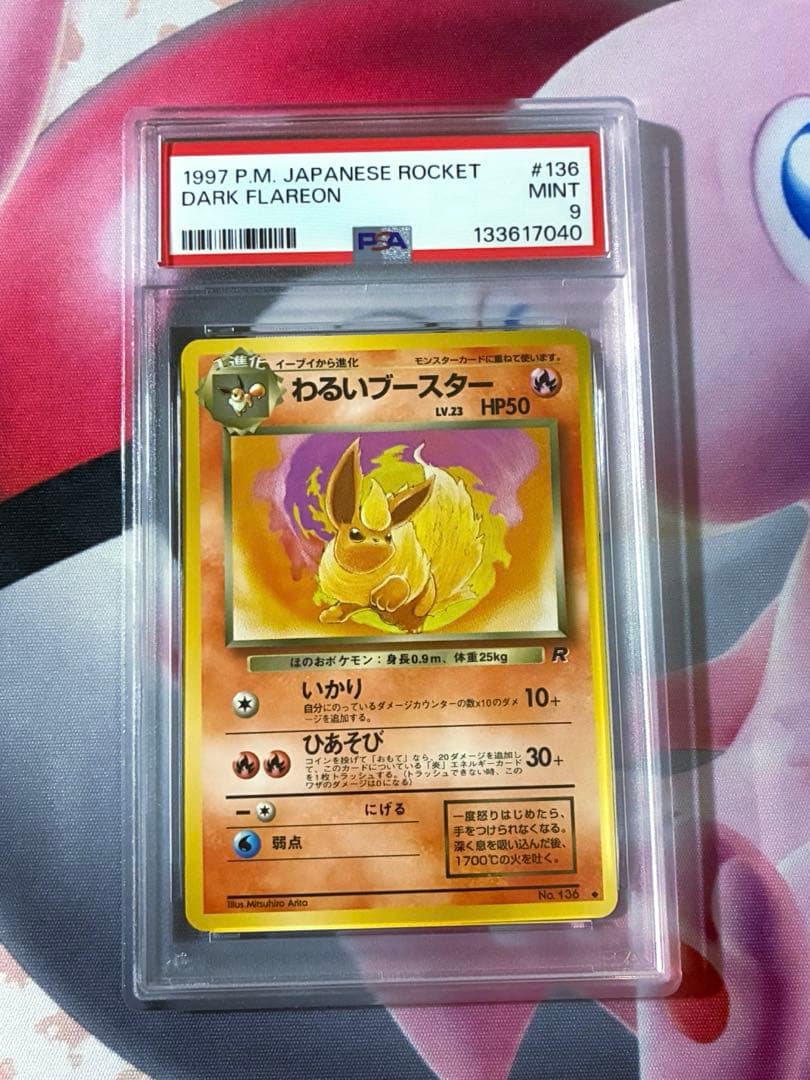 1997 P.M. JAPANESE ROCKET #136
DARK FLAREON MINT
9
PSA 133617040
1進化 イーブイから進化 モンスターカードに重ねて使います。
わるいブースター
LV.23 HP50
ほのおポケモン：身長0.9m、体重25kg R
いかり
自分にのっているダメージカウンターの数x10のダメ
ージを追加する。
10+
ひあそび
コインを投げて「おもて」なら、20ダメージを追加し
て、このカードについている「炎」エネルギーカード
を1枚トラッシュする。（トラッシュできない時、この
ワザのダメージは0になる）
30+
にげる
弱点
一度怒りはじめたら、
手をつけられなくなる。
深く息を吸い込んだ後、
1700℃の火を吐く。
Illus.Mitsuhiro Arita No.136